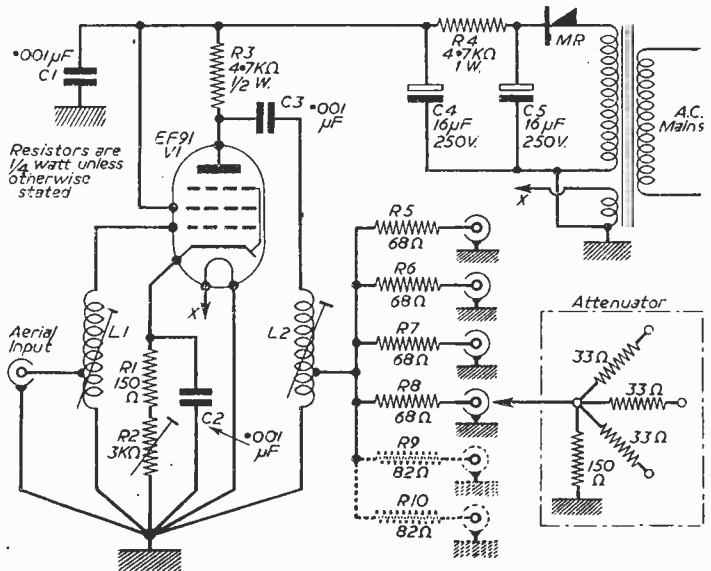 ·001µF
C1
R3
4·7KΩ
½ W.
R4
4·7KΩ
1 W.
MR
C3
·001
µF
C4
16µF
250V.
C5
16µF
250V.
A.C.
Mains
EF91
V1
Resistors are
¼ watt unless
otherwise
stated
X
R5
68Ω
R6
68Ω
R7
68Ω
R8
68Ω
R9
82Ω
R10
82Ω
Attenuator
33Ω
33Ω
33Ω
150
Ω
Aerial
Input
L1
X
L2
R1
150
Ω
R2
3KΩ
C2
·001
µF